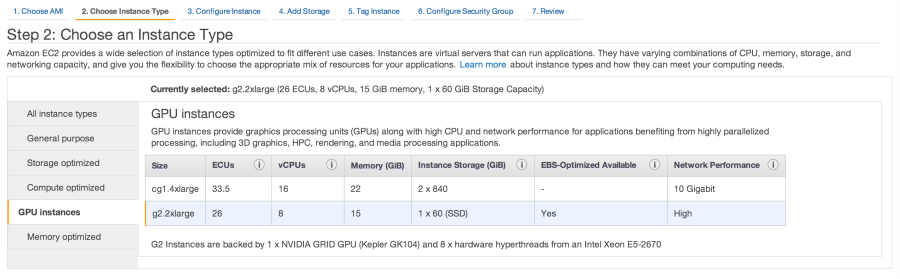 1. Choose AMI 2. Choose Instance Type 3. Configure Instance 4. Add Storage 5. Tag Instance 6. Configure Security Group 7. Review
Step 2: Choose an Instance Type
Amazon EC2 provides a wide selection of instance types optimized to fit different use cases. Instances are virtual servers that can run applications. They have varying combinations of CPU, memory, storage, and
networking capacity, and give you the flexibility to choose the appropriate mix of resources for your applications. Learn more about instance types and how they can meet your computing needs.
Currently selected: g2.2xlarge (26 ECUs, 8 vCPUs, 15 GiB memory, 1 x 60 GiB Storage Capacity)
All instance types
General purpose
Storage optimized
Compute optimized
GPU instances
Memory optimized
GPU instances
GPU instances provide graphics processing units (GPUs) along with high CPU and network performance for applications benefiting from highly parallelized
processing, including 3D graphics, HPC, rendering, and media processing applications.
Size ECUs i vCPUs i Memory (GiB) Instance Storage (GiB) i EBS-Optimized Available i Network Performance i
cg1.4xlarge 33.5 16 22 2 x 840 - 10 Gigabit
g2.2xlarge 26 8 15 1 x 60 (SSD) Yes High
G2 Instances are backed by 1 x NVIDIA GRID GPU (Kepler GK104) and 8 x hardware hyperthreads from an Intel Xeon E5-2670